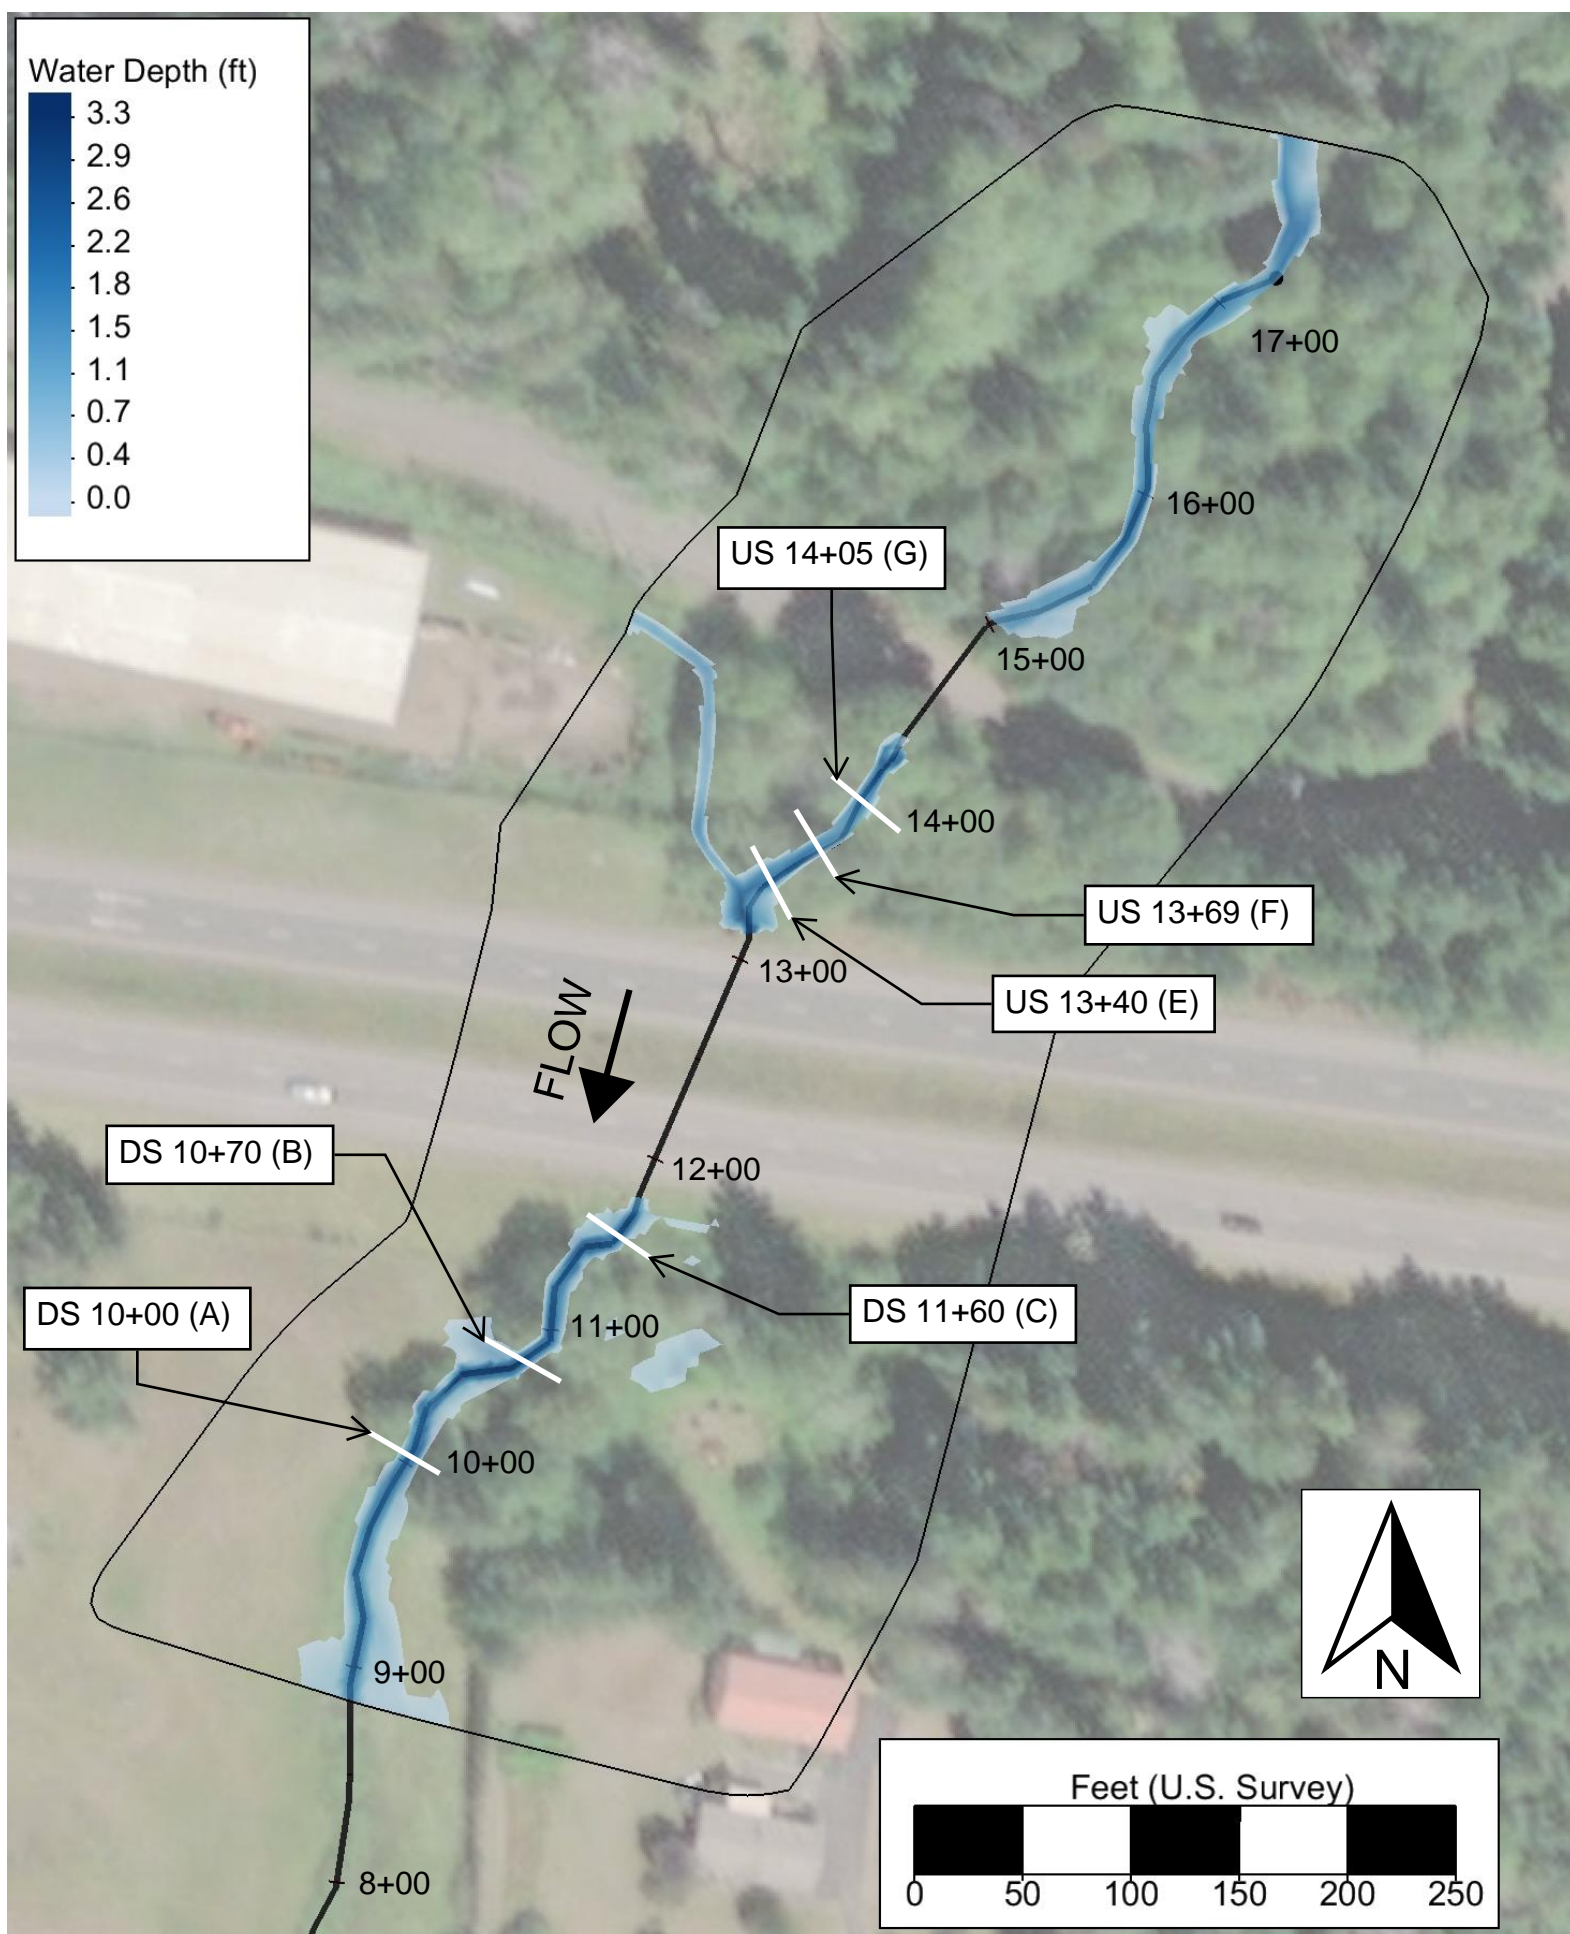 Water Depth (ft)
3.3
2.9
2.6
2.2
1.8
1.5
1.1
0.7
0.4
0.0
17+00
16+00
US 14+05 (G)
15+00
14+00
US 13+69 (F)
13+00
US 13+40 (E)
FLOW
DS 10+70 (B)
12+00
DS 10+00 (A)
DS 11+60 (C)
11+00
10+00
9+00
N
Feet (U.S. Survey)
0 50 100 150 200 250
8+00